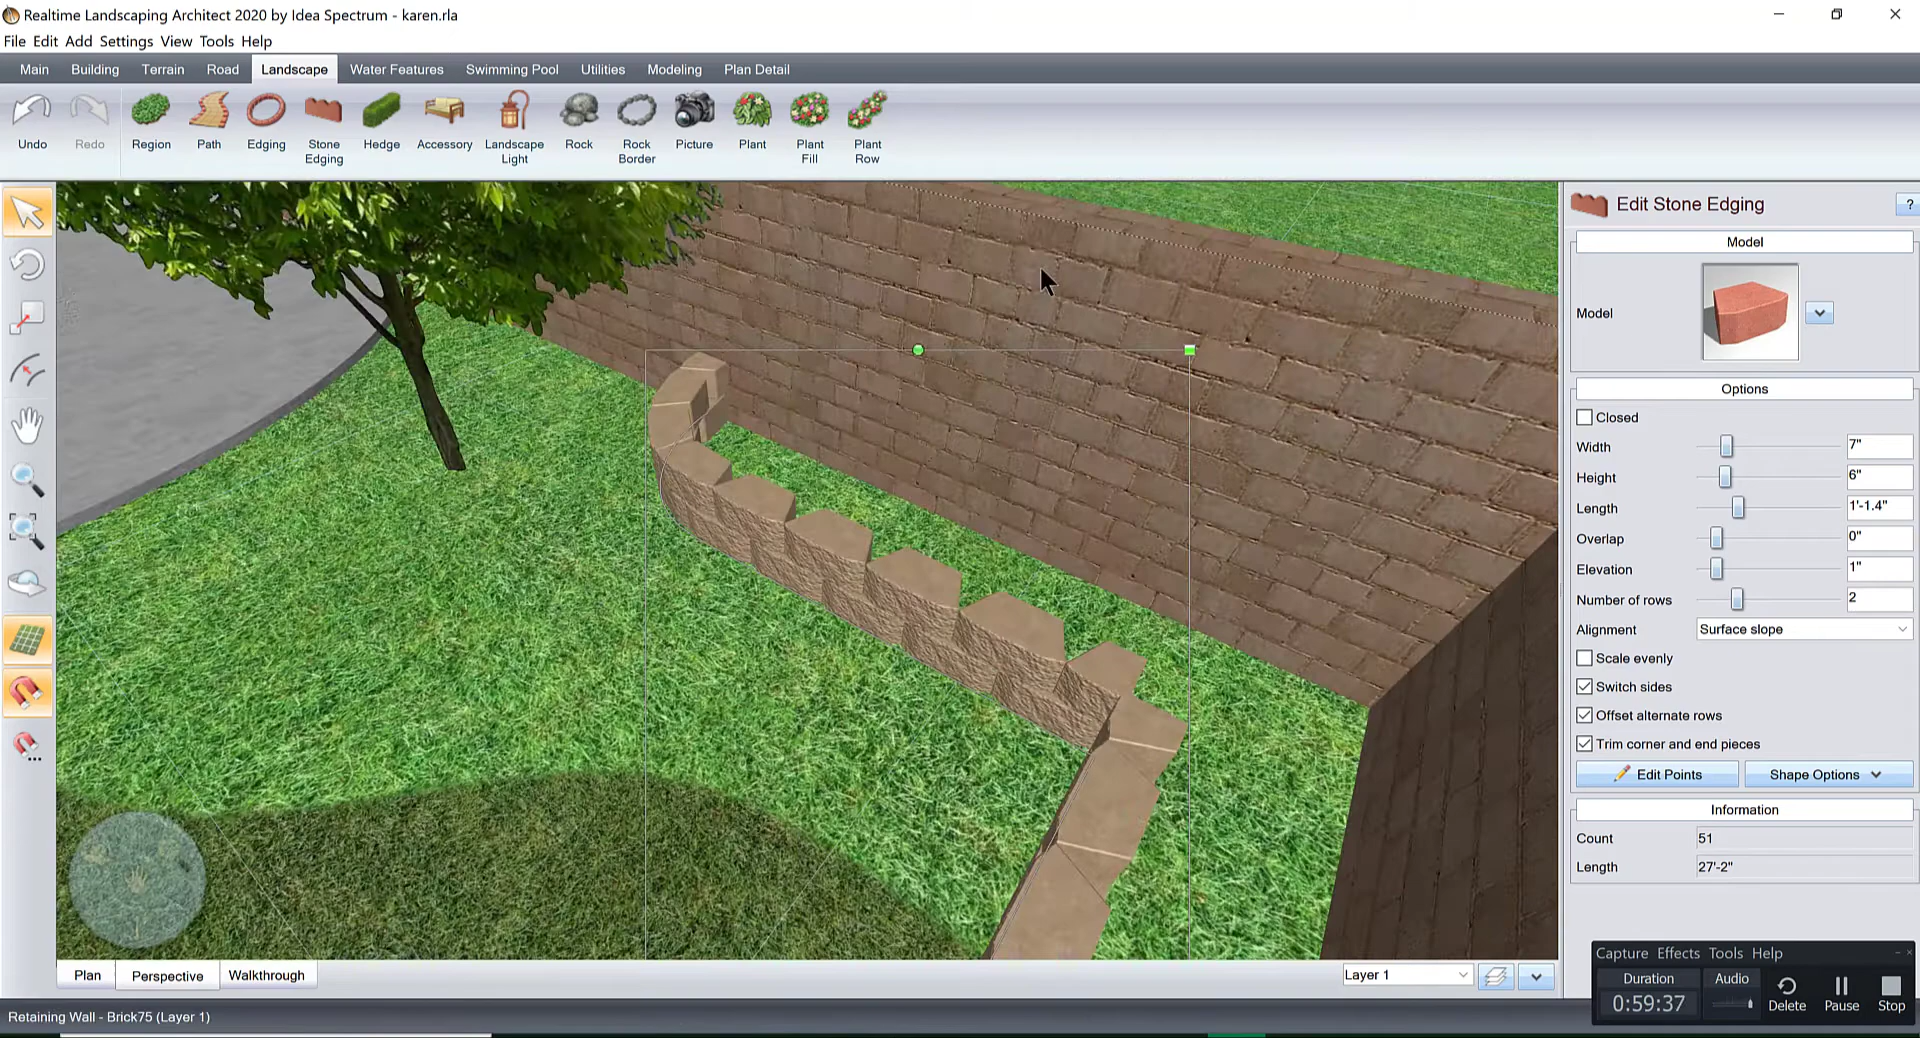 Realtime Landscaping Architect 2020 by Idea Spectrum - karen.rla
File Edit Add Settings View Tools Help
Main Building Terrain Road Landscape Water Features Swimming Pool Utilities Modeling Plan Detail
Undo Redo Region Path Edging Stone Edging Hedge Accessory Landscape Light Rock Rock Border Picture Plant Plant Fill Plant Row
Edit Stone Edging ?
Model
Model
Options
Closed
Width 7"
Height 6"
Length 1'-1.4"
Overlap 0"
Elevation 1"
Number of rows 2
Alignment Surface slope
Scale evenly
Switch sides
Offset alternate rows
Trim corner and end pieces
Edit Points Shape Options
Information
Count 51
Length 27'-2"
Plan Perspective Walkthrough
Layer 1
Retaining Wall - Brick75 (Layer 1)
Capture Effects Tools Help
Duration Audio
0:59:37 Delete Pause Stop